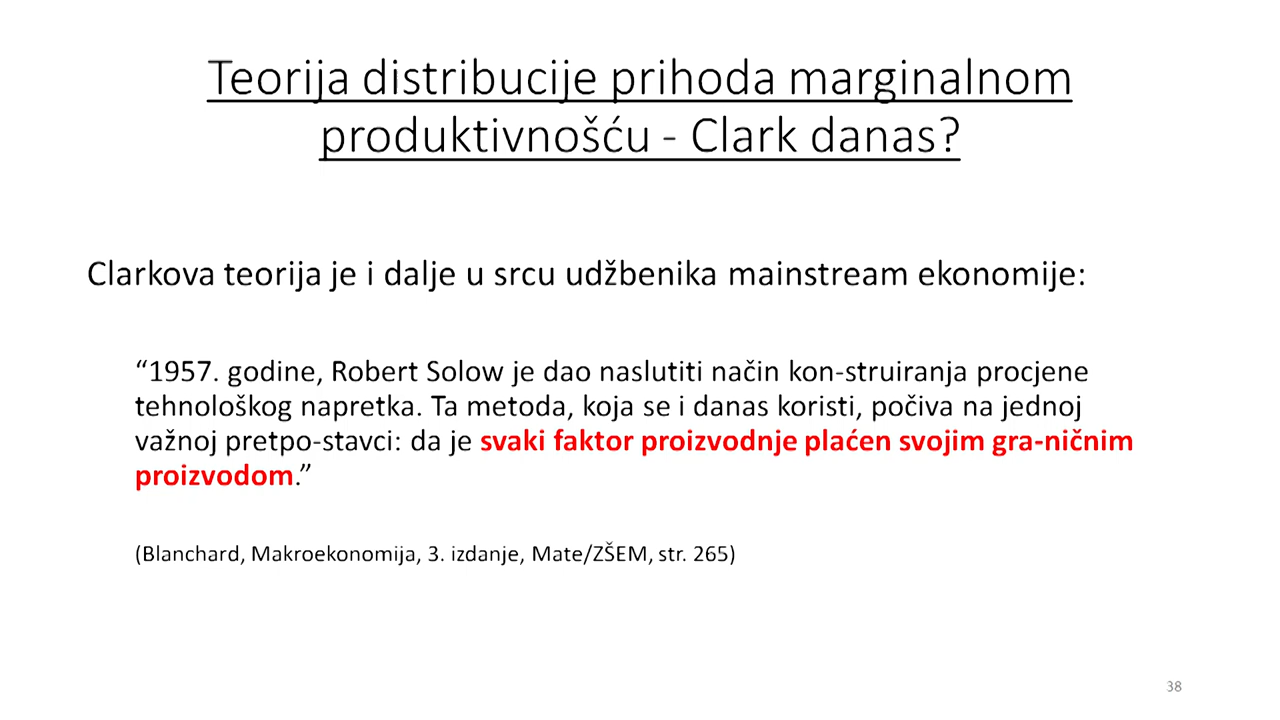 Teorija distribucije prihoda marginalnom
produktivnošću - Clark danas?
Clarkova teorija je i dalje u srcu udžbenika mainstream ekonomije:
“1957. godine, Robert Solow je dao naslutiti način kon-struiranja procjene
tehnološkog napretka. Ta metoda, koja se i danas koristi, počiva na jednoj
važnoj pretpo-stavci: da je svaki faktor proizvodnje plaćen svojim gra-ničnim
proizvodom.”
(Blanchard, Makroekonomija, 3. izdanje, Mate/ZŠEM, str. 265)
38